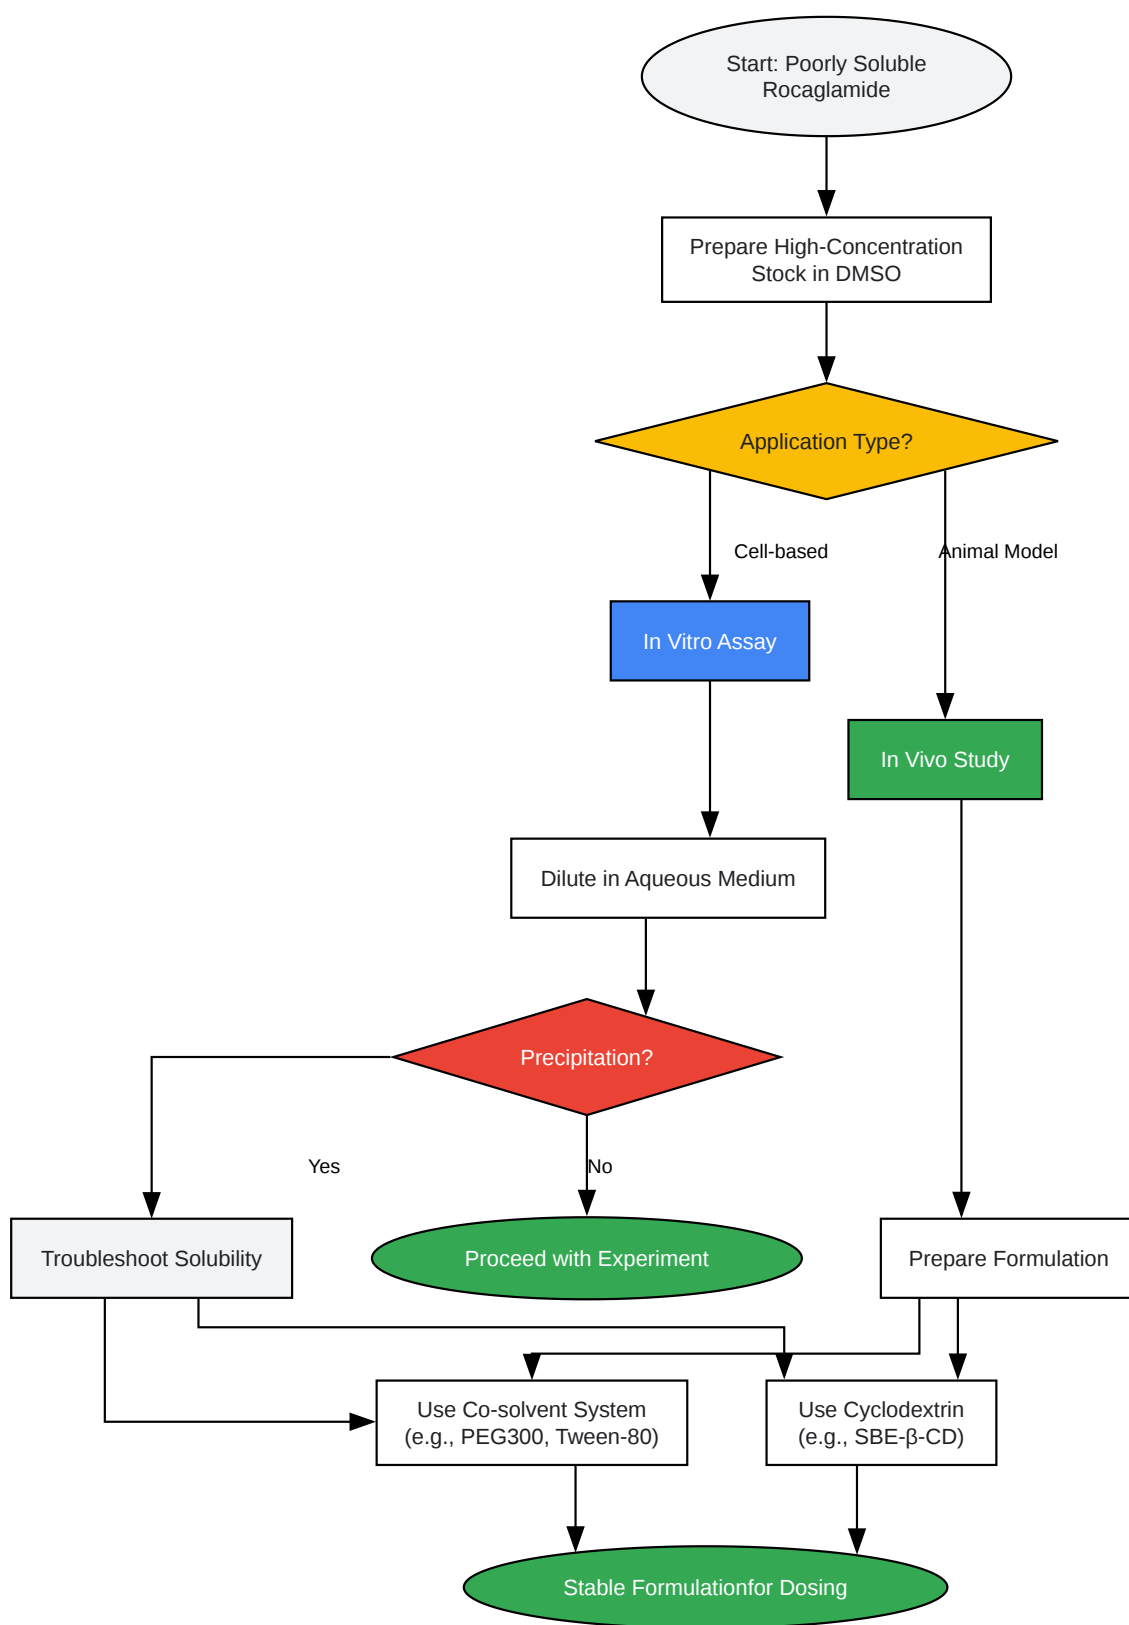 Start: Poorly Soluble
Rocaglamide
Prepare High-Concentration
Stock in DMSO
Application Type?
Cell-based
Animal Model
In Vitro Assay
In Vivo Study
Dilute in Aqueous Medium
Precipitation?
Yes
No
Troubleshoot Solubility
Proceed with Experiment
Prepare Formulation
Use Co-solvent System
(e.g., PEG300, Tween-80)
Use Cyclodextrin
(e.g., SBE-β-CD)
Stable Formulationfor Dosing